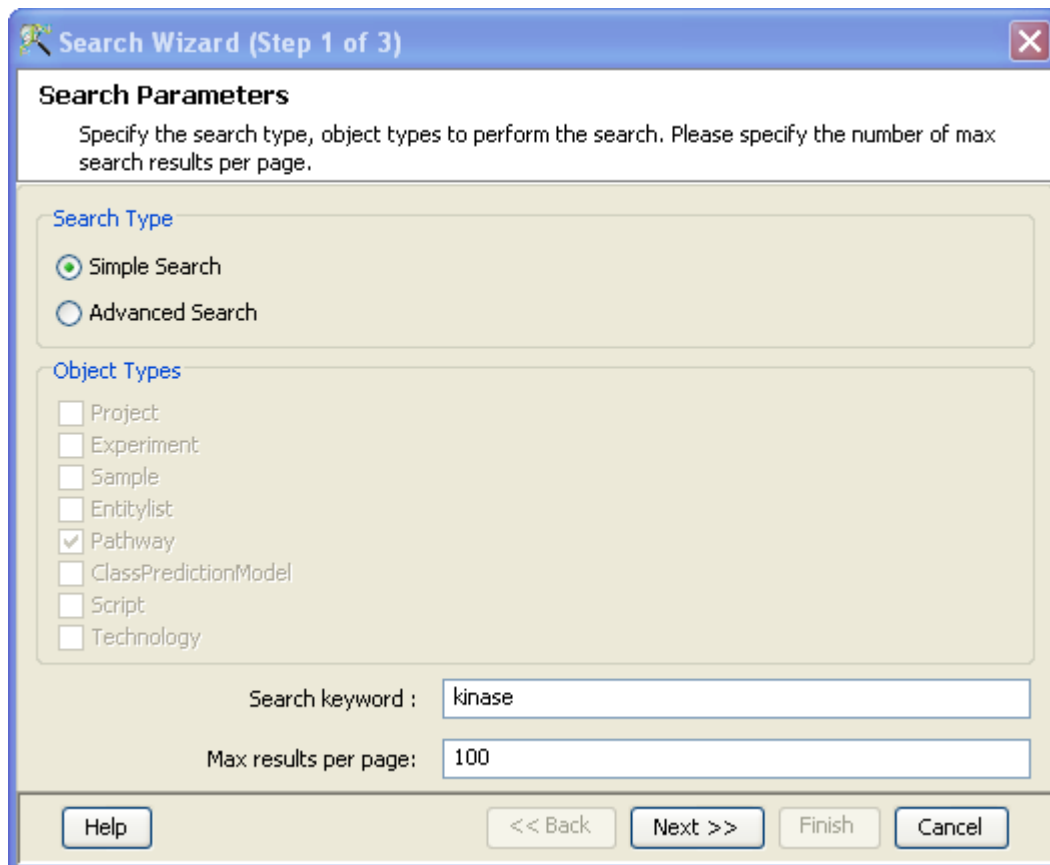 Search Wizard (Step 1 of 3)
Search Parameters
Specify the search type, object types to perform the search. Please specify the number of max
search results per page.
Search Type
Simple Search
Advanced Search
Object Types
Project
Experiment
Sample
Entitylist
Pathway
ClassPredictionModel
Script
Technology
Search keyword : kinase
Max results per page: 100
Help << Back Next >> Finish Cancel